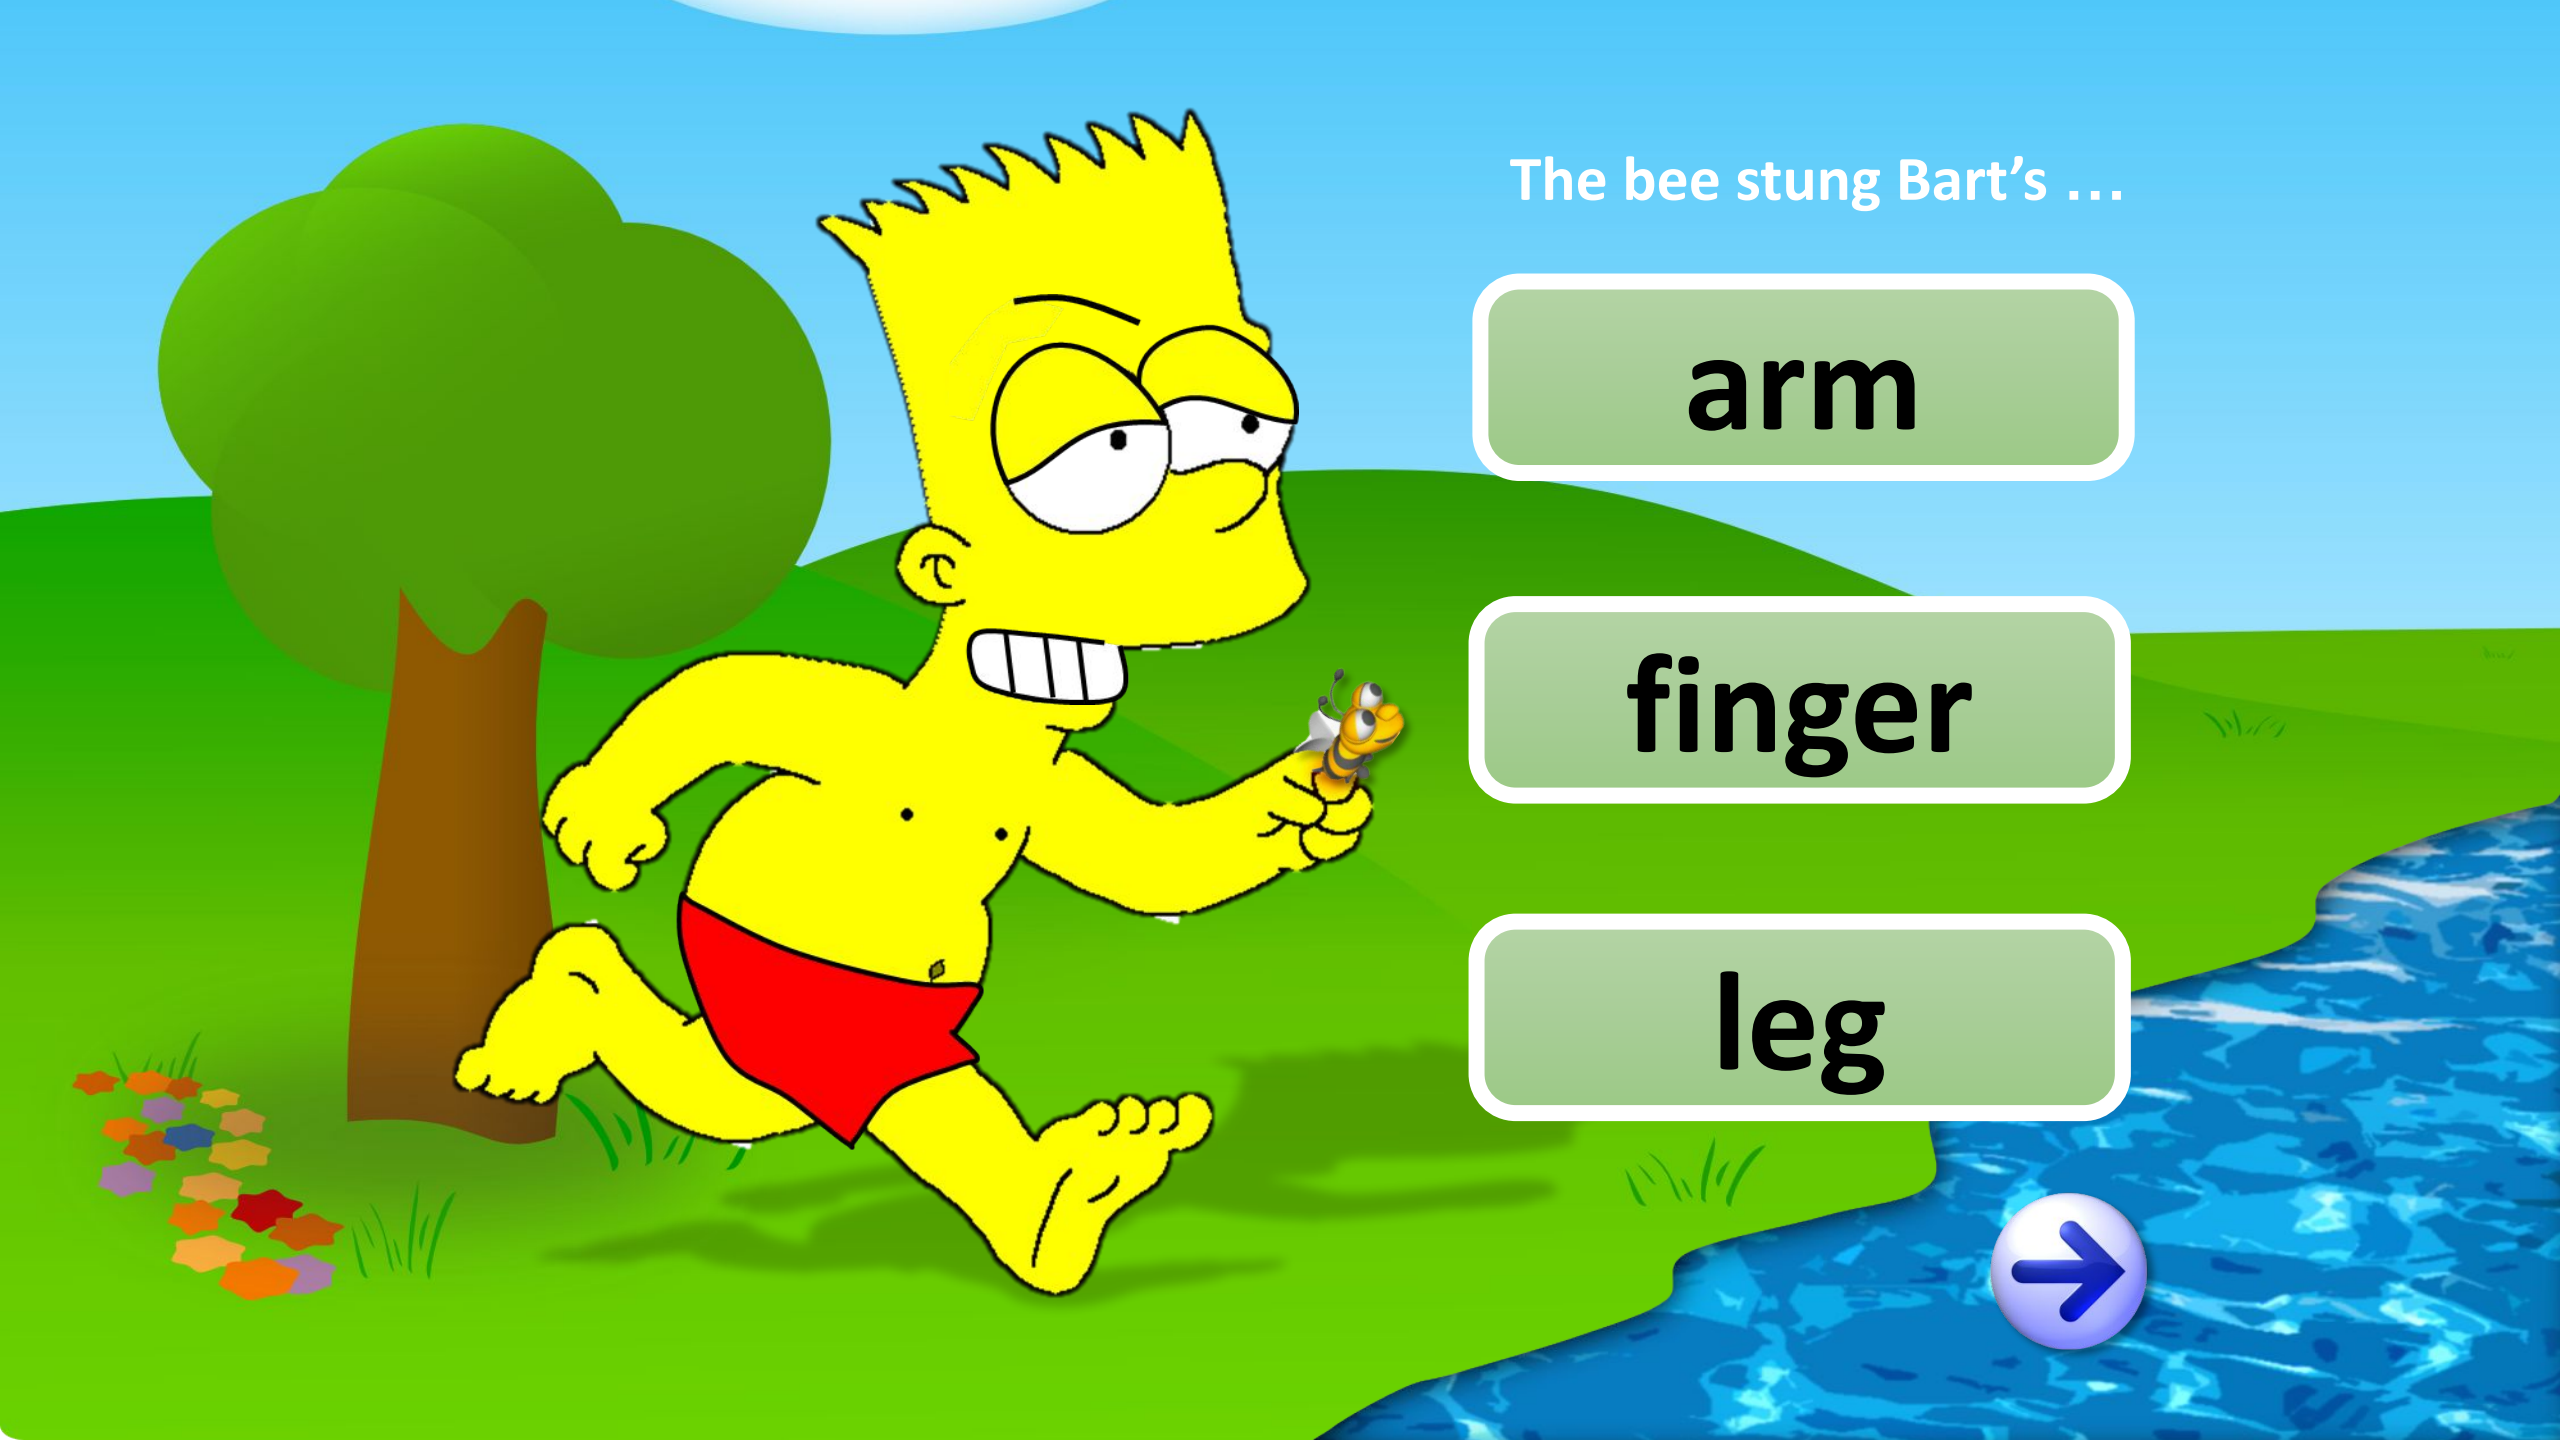 The bee stung Bart’s …
arm
finger
leg